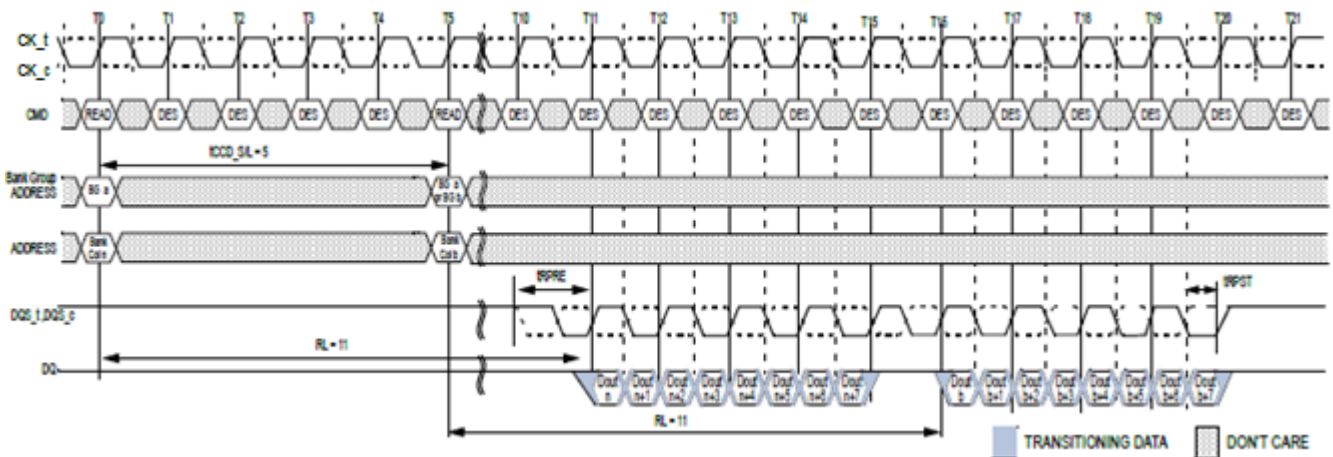 T0 T1 T2 T3 T4 T5 T10 T11 T12 T13 T14 T15 T16 T17 T18 T19 T20 T21
CK_t
CK_c
CMD READ DES DES DES DES READ DES DES DES DES DES DES DES DES DES DES DES DES
tCCD_S/L = 5
Bank Group
ADDRESS
BG a
BG a
or BG b
ADDRESS
Bank
Col n
Bank
Col b
tRPRE
tRPST
DQS_t,DQS_c
RL = 11
DQ
Dout
n
Dout
n+1
Dout
n+2
Dout
n+3
Dout
n+4
Dout
n+5
Dout
n+6
Dout
n+7
Dout
b
Dout
b+1
Dout
b+2
Dout
b+3
Dout
b+4
Dout
b+5
Dout
b+6
Dout
b+7
RL = 11
TRANSITIONING DATA
DON'T CARE